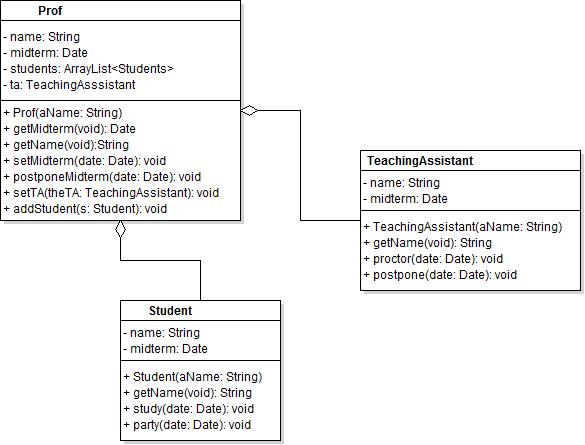 Prof
- name: String
- midterm: Date
- students: ArrayList<Students>
- ta: TeachingAsssistant
+ Prof(aName: String)
+ getMidterm(void): Date
+ getName(void):String
+ setMidterm(date: Date): void
+ postponeMidterm(date: Date): void
+ setTA(theTA: TeachingAssistant): void
+ addStudent(s: Student): void
TeachingAssistant
- name: String
- midterm: Date
+ TeachingAssistant(aName: String)
+ getName(void): String
+ proctor(date: Date): void
+ postpone(date: Date): void
Student
- name: String
- midterm: Date
+ Student(aName: String)
+ getName(void): String
+ study(date: Date): void
+ party(date: Date): void